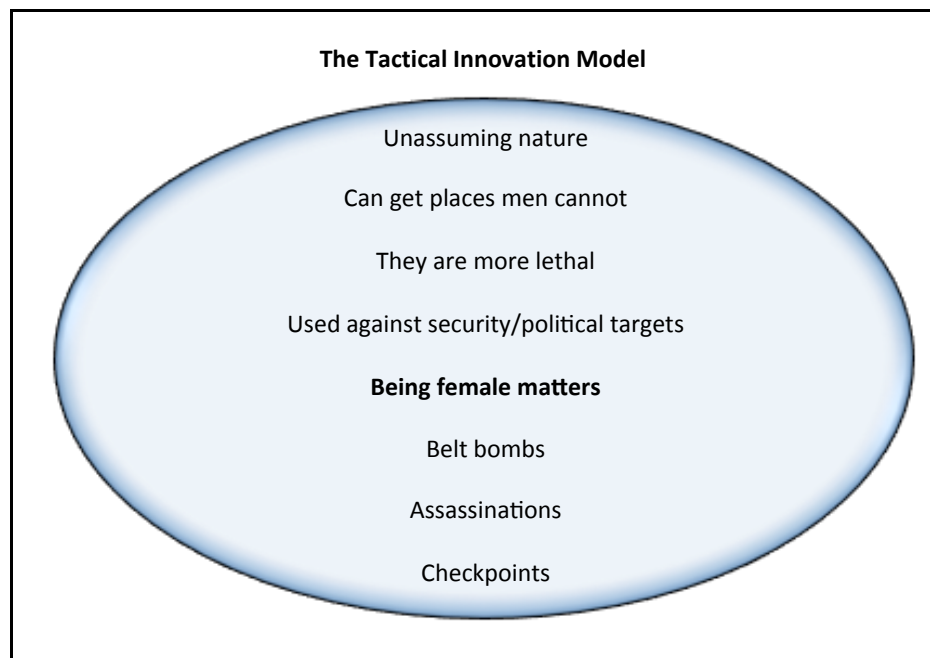 The Tactical Innovation Model
Unassuming nature
Can get places men cannot
They are more lethal
Used against security/political targets
Being female matters
Belt bombs
Assassinations
Checkpoints